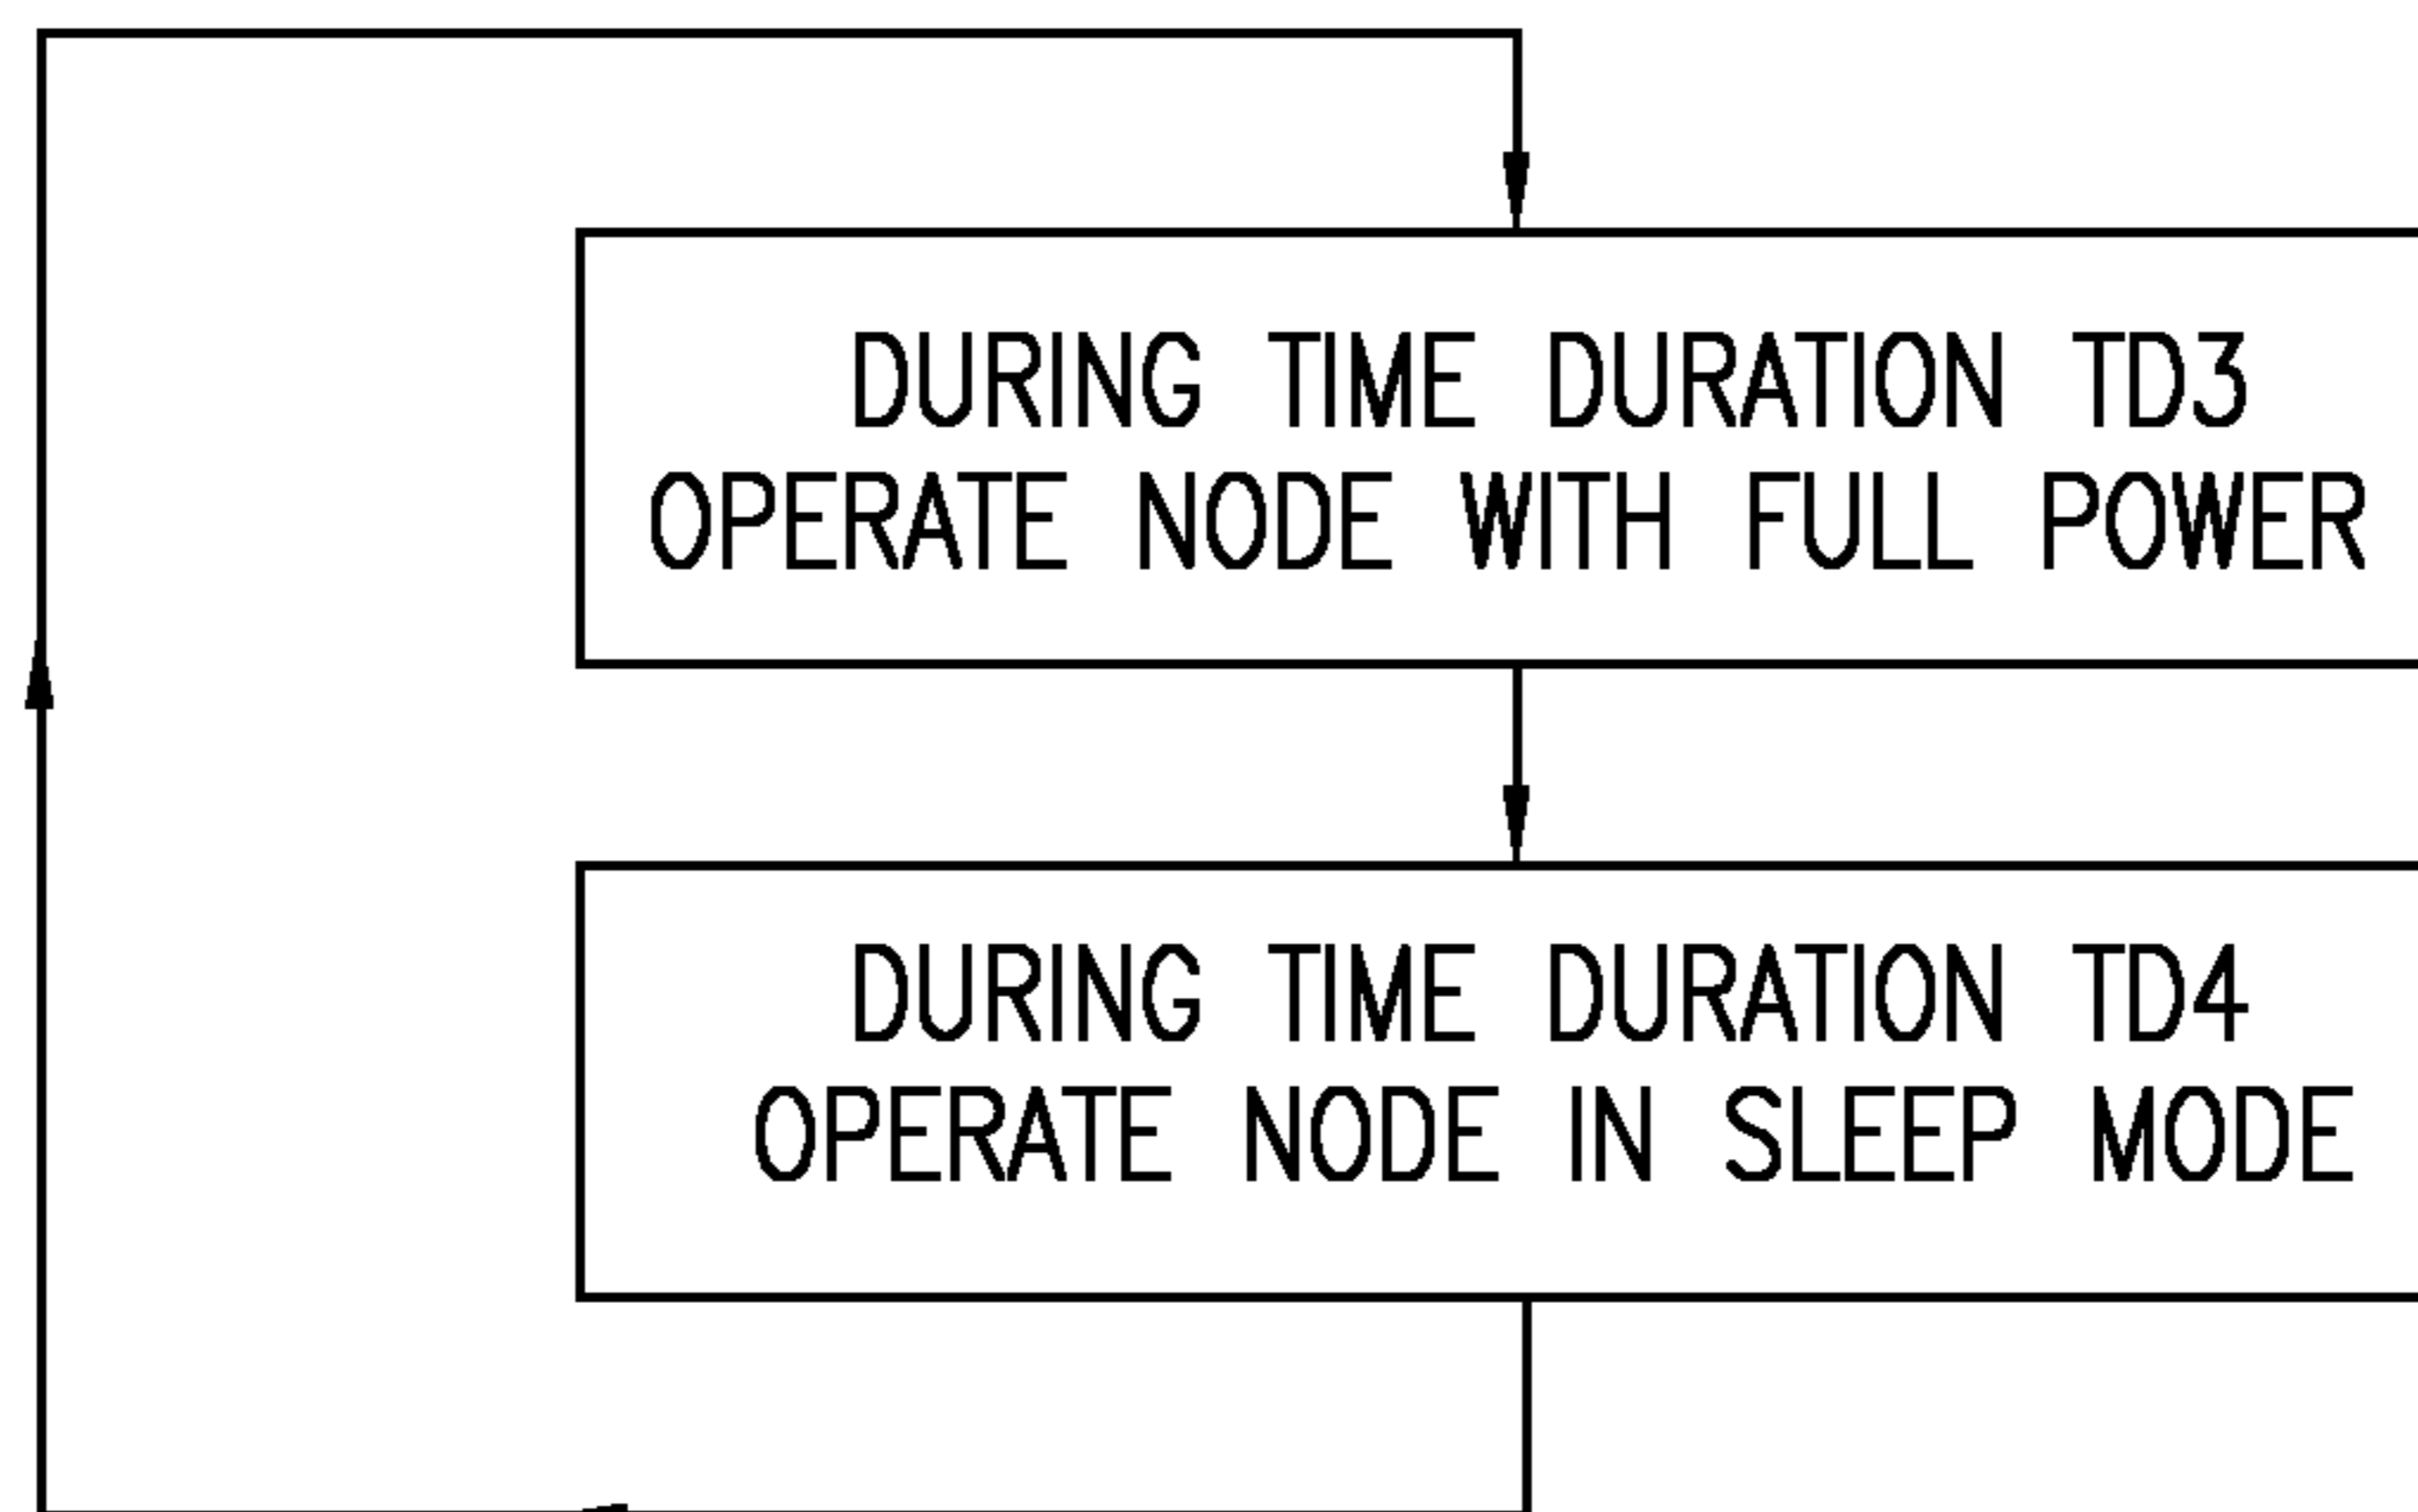 DURING TIME DURATION TD3
OPERATE NODE WITH FULL POWER
DURING TIME DURATION TD4
OPERATE NODE IN SLEEP MODE